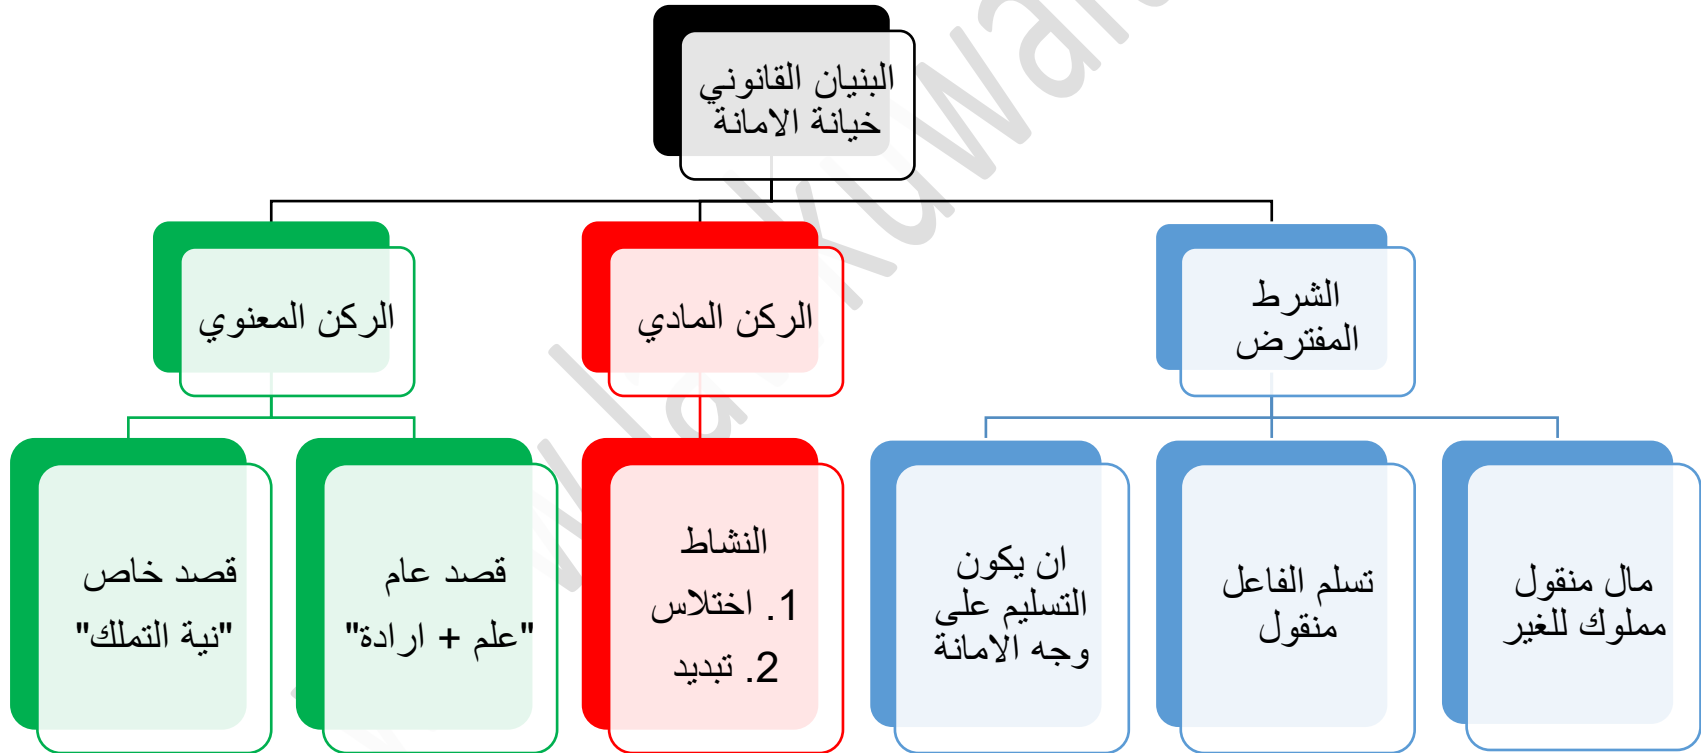 البنيان القانوني
خيانة الامانة
الشرط
المفترض
الركن المادي
الركن المعنوي
مال منقول
مملوك للغير
تسلم الفاعل
منقول
ان يكون
التسليم على
وجه الامانة
النشاط
1. اختلاس
2. تبديد
قصد عام
"علم + ارادة"
قصد خاص
"نية التملك"